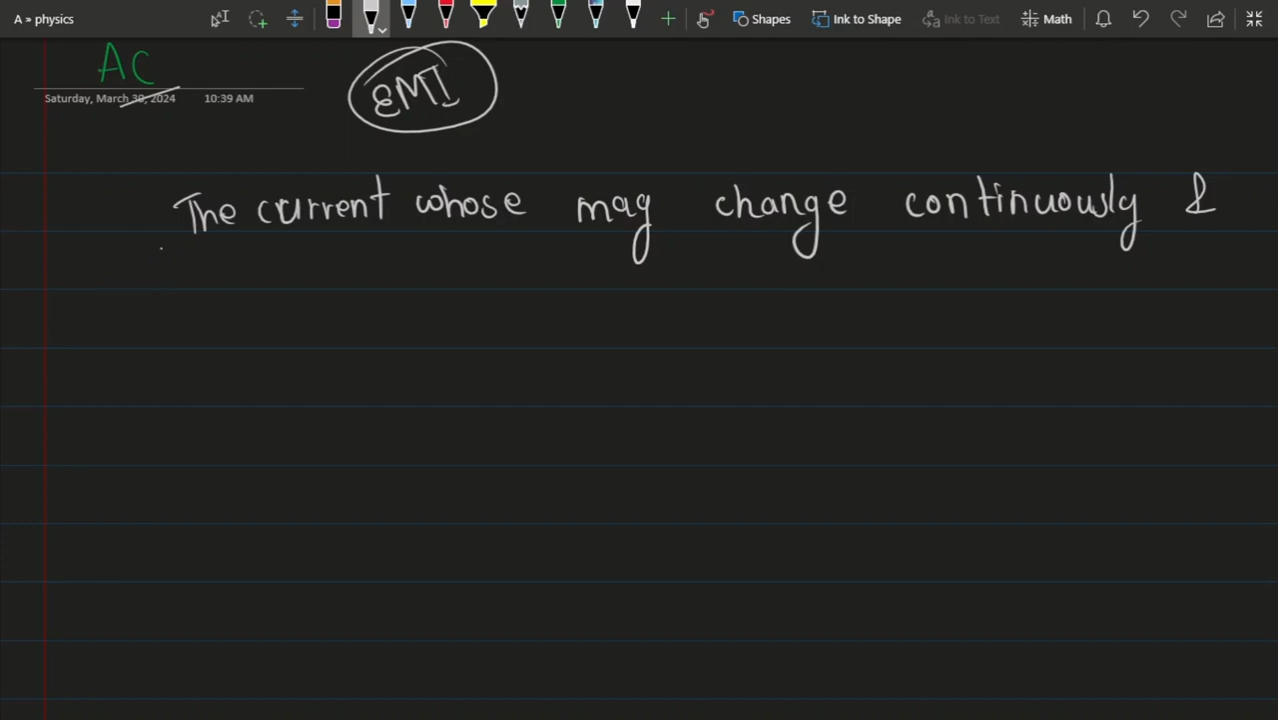 A » physics
Shapes
Ink to Shape
Ink to Text
Math
AC
Saturday, March 30, 2024 10:39 AM
EMI
The current whose mag change continuously &